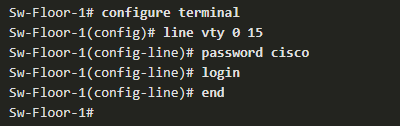 Sw-Floor-1# configure terminal
Sw-Floor-1(config)# line vty 0 15
Sw-Floor-1(config-line)# password cisco
Sw-Floor-1(config-line)# login
Sw-Floor-1(config-line)# end
Sw-Floor-1#